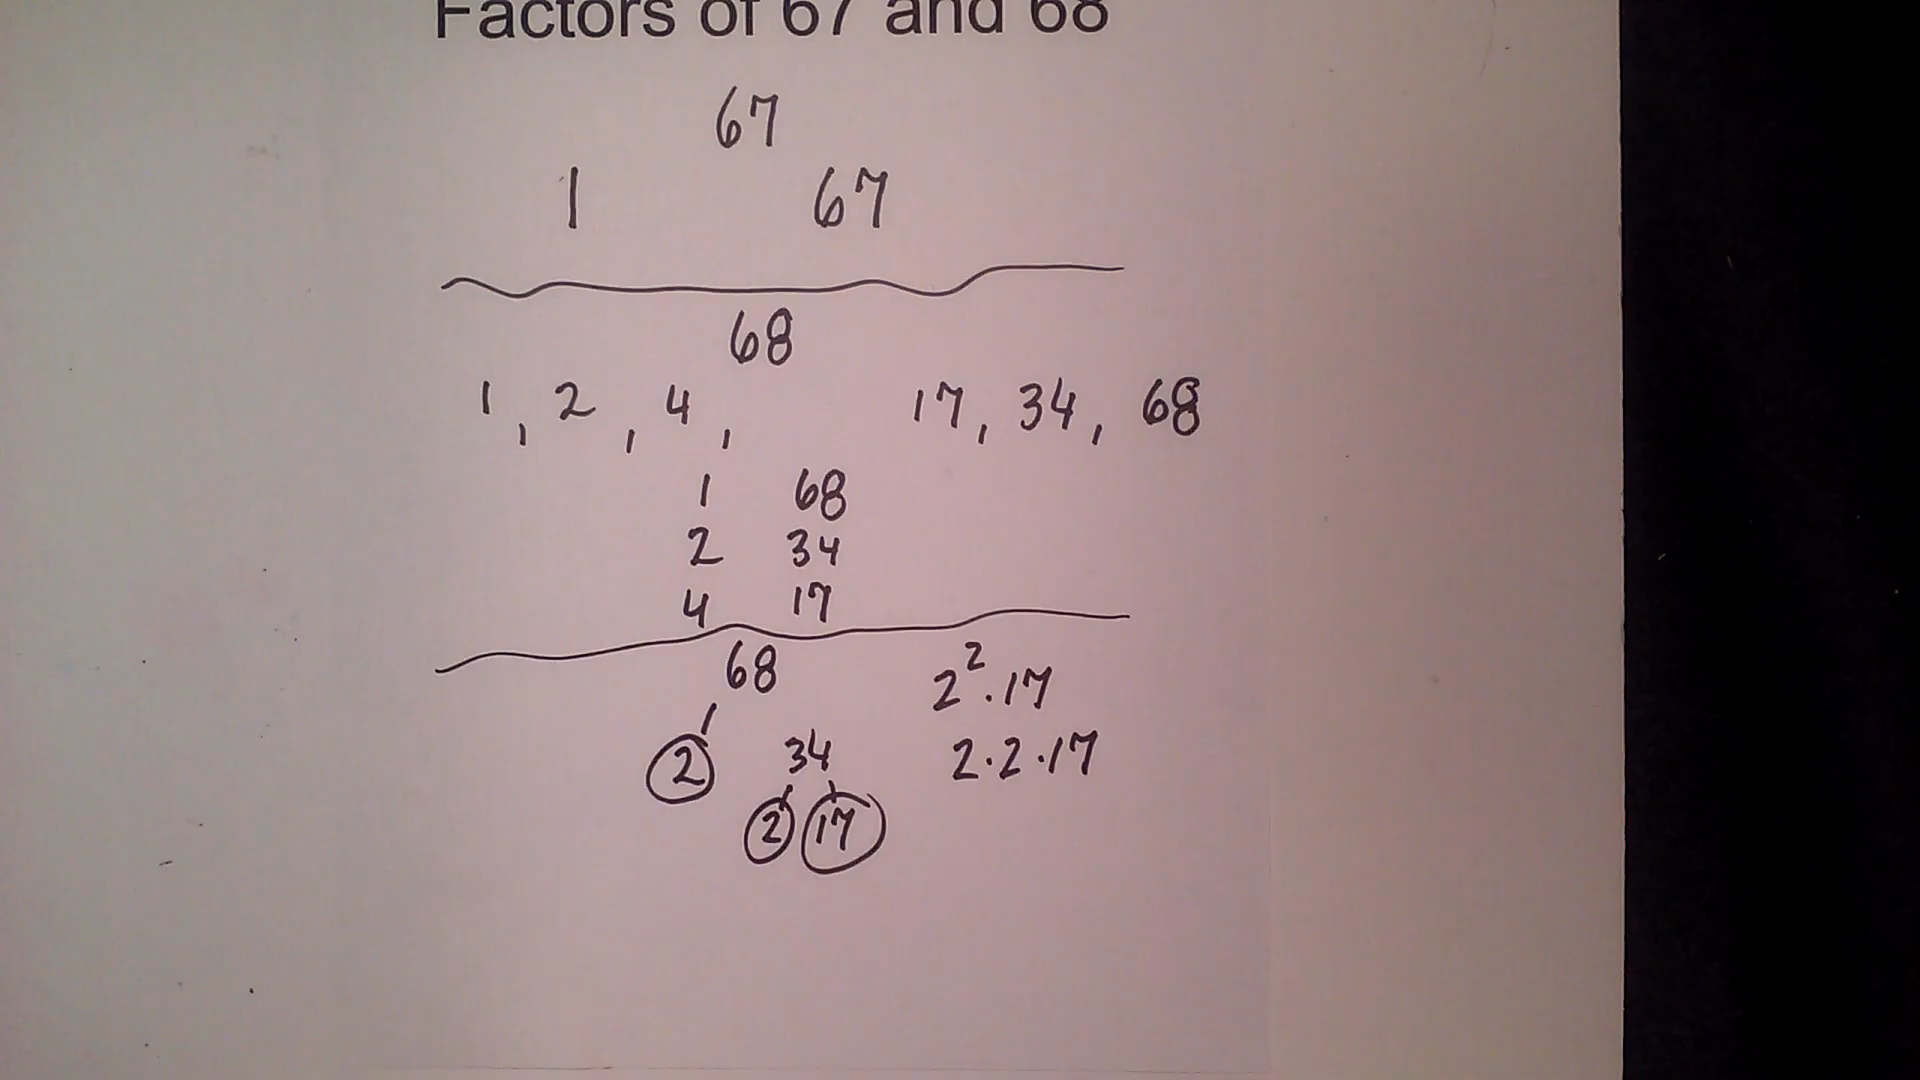 Factors of 67 and 68
67
1 67
68
1, 2, 4, 17, 34, 68
1 68
2 34
4 17
68 2²·17
2 34 2·2·17
2 17